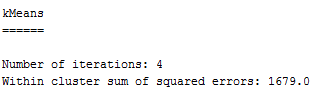 kMeans
======
Number of iterations: 4
Within cluster sum of squared errors: 1679.0